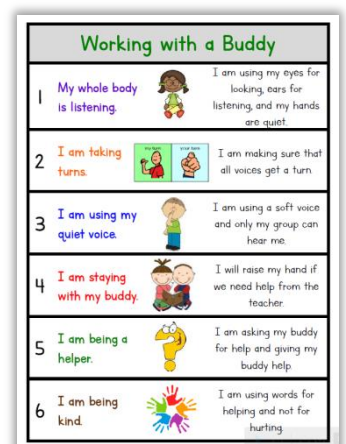 Working with a Buddy
1
My whole body
is listening.
I am using my eyes for
looking, ears for
listening, and my hands
are quiet.
2
I am taking
turns.
my turn
your turn
I am making sure that
all voices get a turn
3
I am using my
quiet voice.
I am using a soft voice
and only my group can
hear me.
4
I am staying
with my buddy.
I will raise my hand if
we need help from the
teacher.
5
I am being a
helper.
I am asking my buddy
for help and giving my
buddy help
6
I am being
kind.
I am using words for
helping and not for
hurting.